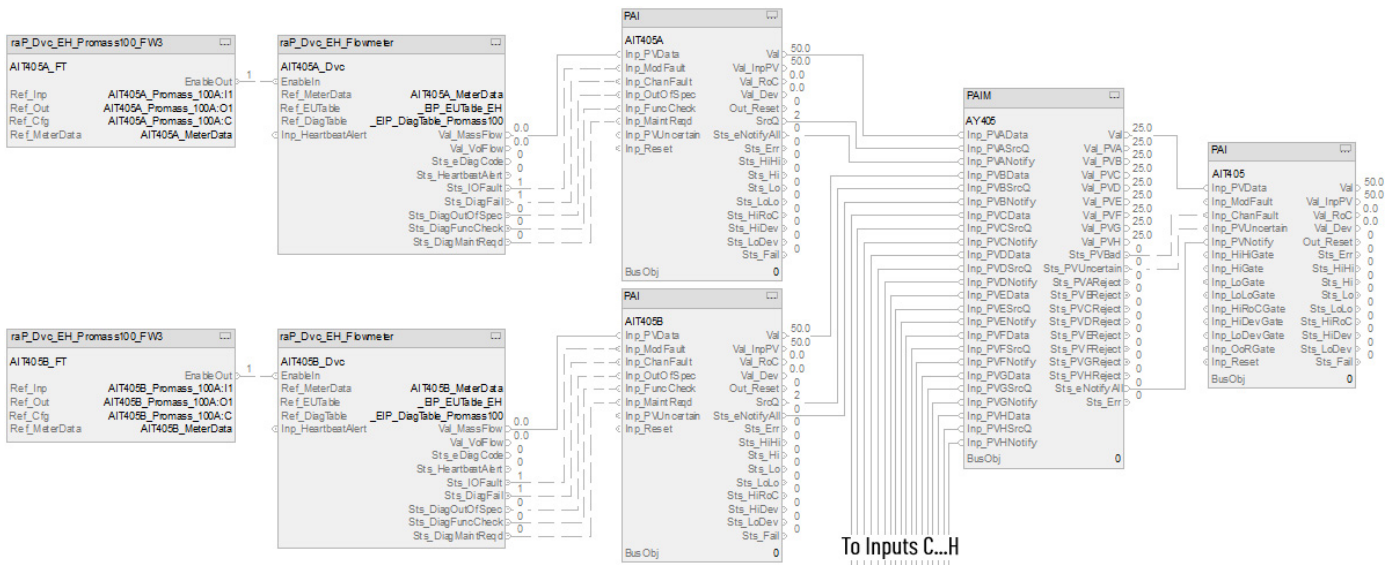 raP_Dvc_EH_Promass100_FW3
AIT405A_FT
EnableOut
1
Ref_Inp AIT405A_Promass_100A:I1
Ref_Out AIT405A_Promass_100A:O1
Ref_Cfg AIT405A_Promass_100A:C
Ref_MeterData AIT405A_MeterData
raP_Dvc_EH_Flowmeter
AIT405A_Dvc
EnableIn
Ref_MeterData AIT405A_MeterData
Ref_EUTable _EIP_EUTable_EH
Ref_DiagTable _EIP_DiagTable_Promass100
Inp_HeartbeatAlert Val_MassFlow 0.0
Val_VolFlow 0.0
Sts_eDiagCode 0
Sts_HeartbeatAlert 0
Sts_IOFault 1
Sts_DiagFail 1
Sts_DiagOutOfSpec 0
Sts_DiagFuncCheck 0
Sts_DiagMaintReqd 0
PAI
AIT405A
Inp_PVData Val 50.0
Inp_ModFault Val_InpPV 50.0
Inp_ChanFault Val_RoC 0.0
Inp_OutOfSpec Val_Dev 0.0
Inp_FuncCheck Out_Reset 0
Inp_MaintReqd SrcQ 2
Inp_PVUncertain Sts_eNotifyAll 0
Inp_Reset Sts_Err 0
Sts_HiHi 0
Sts_Hi 0
Sts_Lo 0
Sts_LoLo 0
Sts_HiRoC 0
Sts_HiDev 0
Sts_LoDev 0
Sts_Fail 0
BusObj 0
raP_Dvc_EH_Promass100_FW3
AIT405B_FT
EnableOut
1
Ref_Inp AIT405B_Promass_100A:I1
Ref_Out AIT405B_Promass_100A:O1
Ref_Cfg AIT405B_Promass_100A:C
Ref_MeterData AIT405B_MeterData
raP_Dvc_EH_Flowmeter
AIT405B_Dvc
EnableIn
Ref_MeterData AIT405B_MeterData
Ref_EUTable _EIP_EUTable_EH
Ref_DiagTable _EIP_DiagTable_Promass100
Inp_HeartbeatAlert Val_MassFlow 0.0
Val_VolFlow 0.0
Sts_eDiagCode 0
Sts_HeartbeatAlert 0
Sts_IOFault 1
Sts_DiagFail 1
Sts_DiagOutOfSpec 0
Sts_DiagFuncCheck 0
Sts_DiagMaintReqd 0
PAI
AIT405B
Inp_PVData Val 50.0
Inp_ModFault Val_InpPV 50.0
Inp_ChanFault Val_RoC 0.0
Inp_OutOfSpec Val_Dev 0.0
Inp_FuncCheck Out_Reset 0
Inp_MaintReqd SrcQ 2
Inp_PVUncertain Sts_eNotifyAll 0
Inp_Reset Sts_Err 0
Sts_HiHi 0
Sts_Hi 0
Sts_Lo 0
Sts_LoLo 0
Sts_HiRoC 0
Sts_HiDev 0
Sts_LoDev 0
Sts_Fail 0
BusObj 0
PAIM
AY405
Inp_PVAData Val 25.0
Inp_PVASrcQ Val_PVA 25.0
Inp_PVANotify Val_PVB 25.0
Inp_PVBData Val_PVC 25.0
Inp_PVBSrcQ Val_PVD 25.0
Inp_PVBNotify Val_PVE 25.0
Inp_PVCData Val_PVF 25.0
Inp_PVCSrcQ Val_PVG 25.0
Inp_PVCNotify Val_PVH 25.0
Inp_PVDData Sts_PVBad 0
Inp_PVDSrcQ Sts_PVUncertain 0
Inp_PVDNotify Sts_PVAReject 0
Inp_PVEData Sts_PVBReject 0
Inp_PVESrcQ Sts_PVCReject 0
Inp_PVENotify Sts_PVDReject 0
Inp_PVFData Sts_PVEReject 0
Inp_PVFSrcQ Sts_PVFReject 0
Inp_PVFNotify Sts_PVGReject 0
Inp_PVGData Sts_PVHReject 0
Inp_PVGSrcQ Sts_eNotifyAll 0
Inp_PVGNotify Sts_Err 0
Inp_PVHData
Inp_PVHSrcQ
Inp_PVHNotify
BusObj 0
To Inputs C...H
PAI
AIT405
Inp_PVData Val 50.0
Inp_ModFault Val_InpPV 50.0
Inp_ChanFault Val_RoC 0.0
Inp_PVUncertain Val_Dev 0.0
Inp_PVNotify Out_Reset 0
Inp_HiHiGate Sts_Err 0
Inp_HiGate Sts_HiHi 0
Inp_LoGate Sts_Hi 0
Inp_LoLoGate Sts_Lo 0
Inp_HiRoCGate Sts_LoLo 0
Inp_HiDevGate Sts_HiRoC 0
Inp_LoDevGate Sts_HiDev 0
Inp_OoRGate Sts_LoDev 0
Inp_Reset Sts_Fail 0
BusObj 0